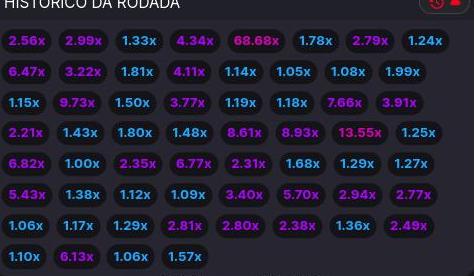 HISTÓRICO DA RODADA
2.56x 2.99x 1.33x 4.34x 68.68x 1.78x 2.79x 1.24x
6.47x 3.22x 1.81x 4.11x 1.14x 1.05x 1.08x 1.99x
1.15x 9.73x 1.50x 3.77x 1.19x 1.18x 7.66x 3.91x
2.21x 1.43x 1.80x 1.48x 8.61x 8.93x 13.55x 1.25x
6.82x 1.00x 2.35x 6.77x 2.31x 1.68x 1.29x 1.27x
5.43x 1.38x 1.12x 1.09x 3.40x 5.70x 2.94x 2.77x
1.06x 1.17x 1.29x 2.81x 2.80x 2.38x 1.36x 2.49x
1.10x 6.13x 1.06x 1.57x